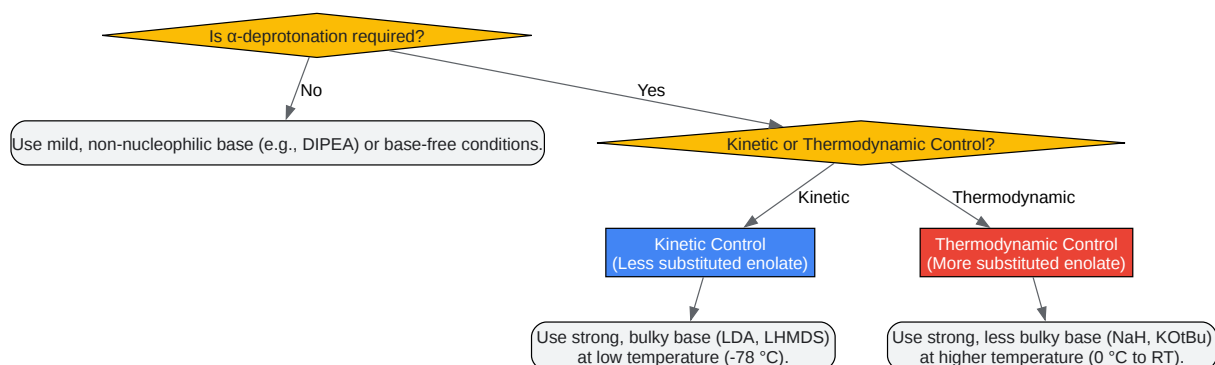 Is α-deprotonation required?
No
Yes
Use mild, non-nucleophilic base (e.g., DIPEA) or base-free conditions.
Kinetic or Thermodynamic Control?
Kinetic
Thermodynamic
Kinetic Control
(Less substituted enolate)
Thermodynamic Control
(More substituted enolate)
Use strong, bulky base (LDA, LHMDS)
at low temperature (-78 °C).
Use strong, less bulky base (NaH, KOtBu)
at higher temperature (0 °C to RT).